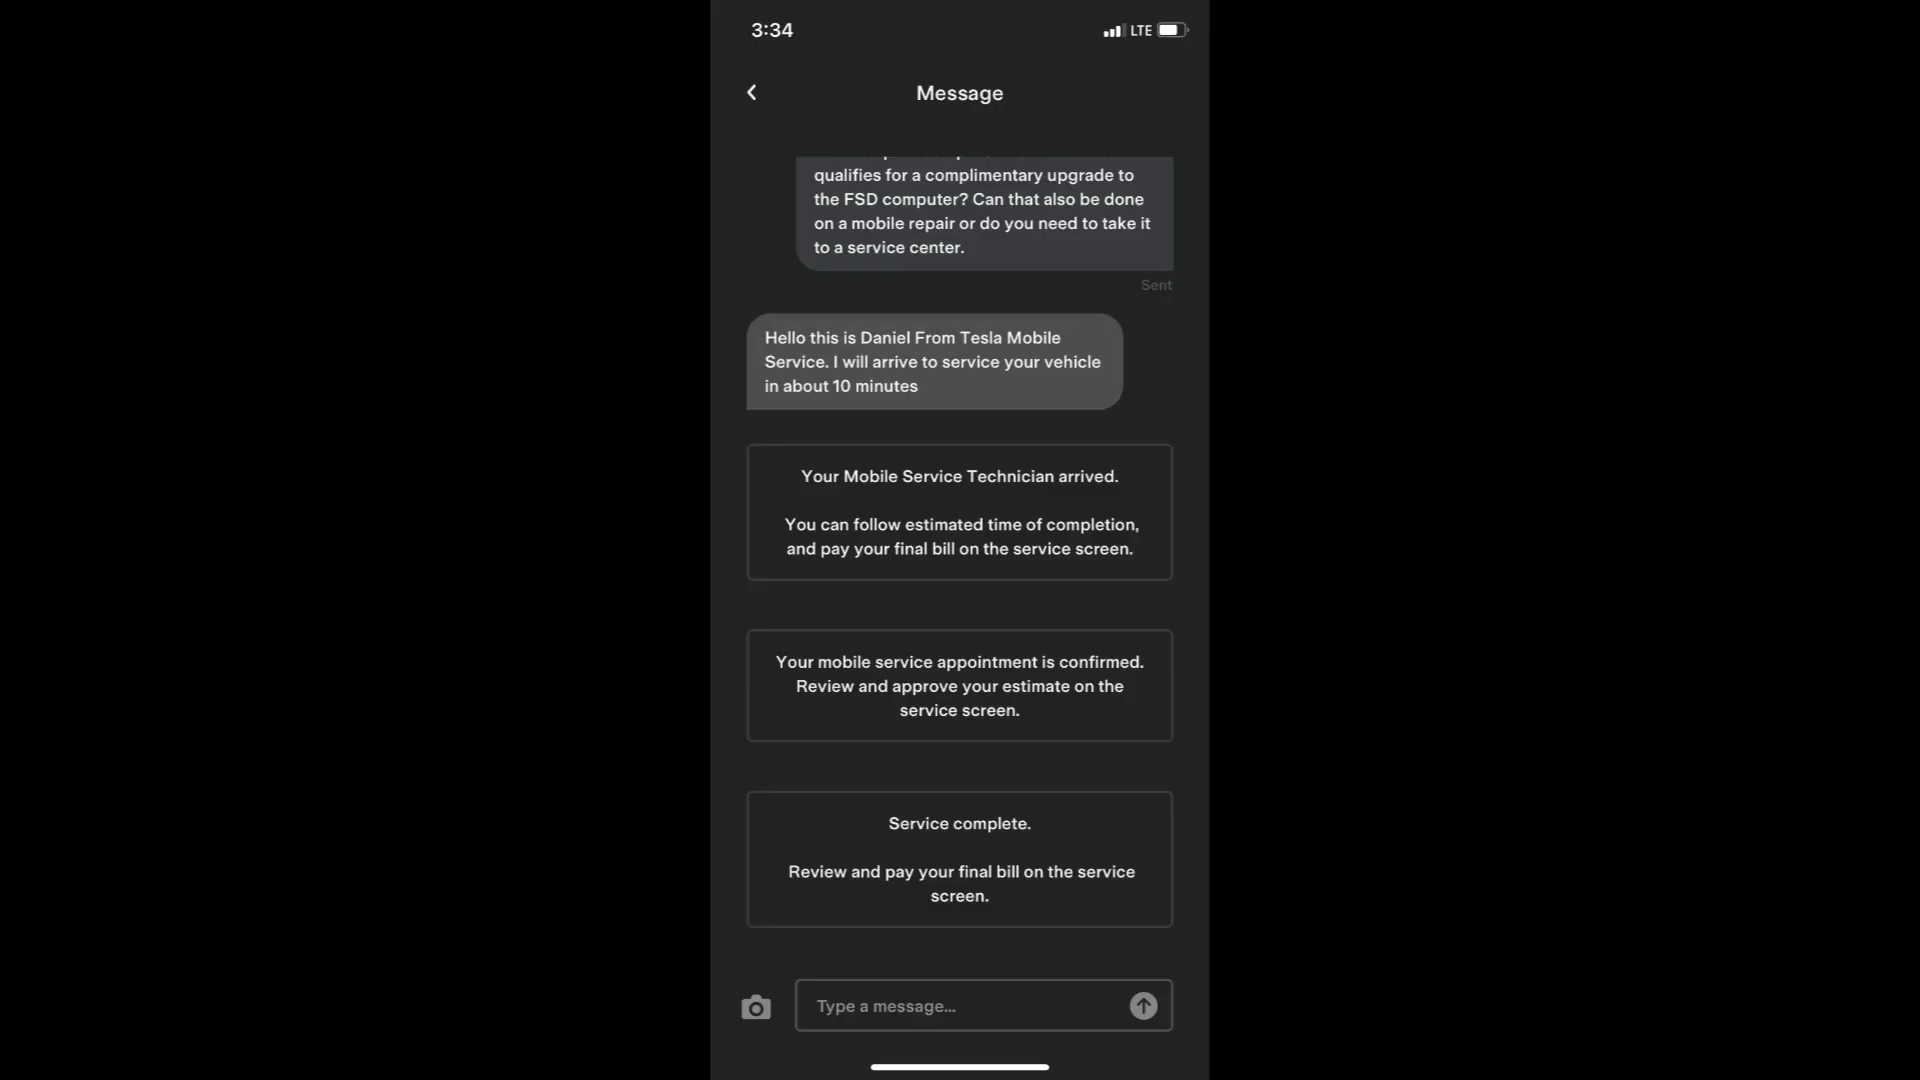 3:34
LTE
Message
qualifies for a complimentary upgrade to
the FSD computer? Can that also be done
on a mobile repair or do you need to take it
to a service center.
Sent
Hello this is Daniel From Tesla Mobile
Service. I will arrive to service your vehicle
in about 10 minutes
Your Mobile Service Technician arrived.
You can follow estimated time of completion,
and pay your final bill on the service screen.
Your mobile service appointment is confirmed.
Review and approve your estimate on the
service screen.
Service complete.
Review and pay your final bill on the service
screen.
Type a message...